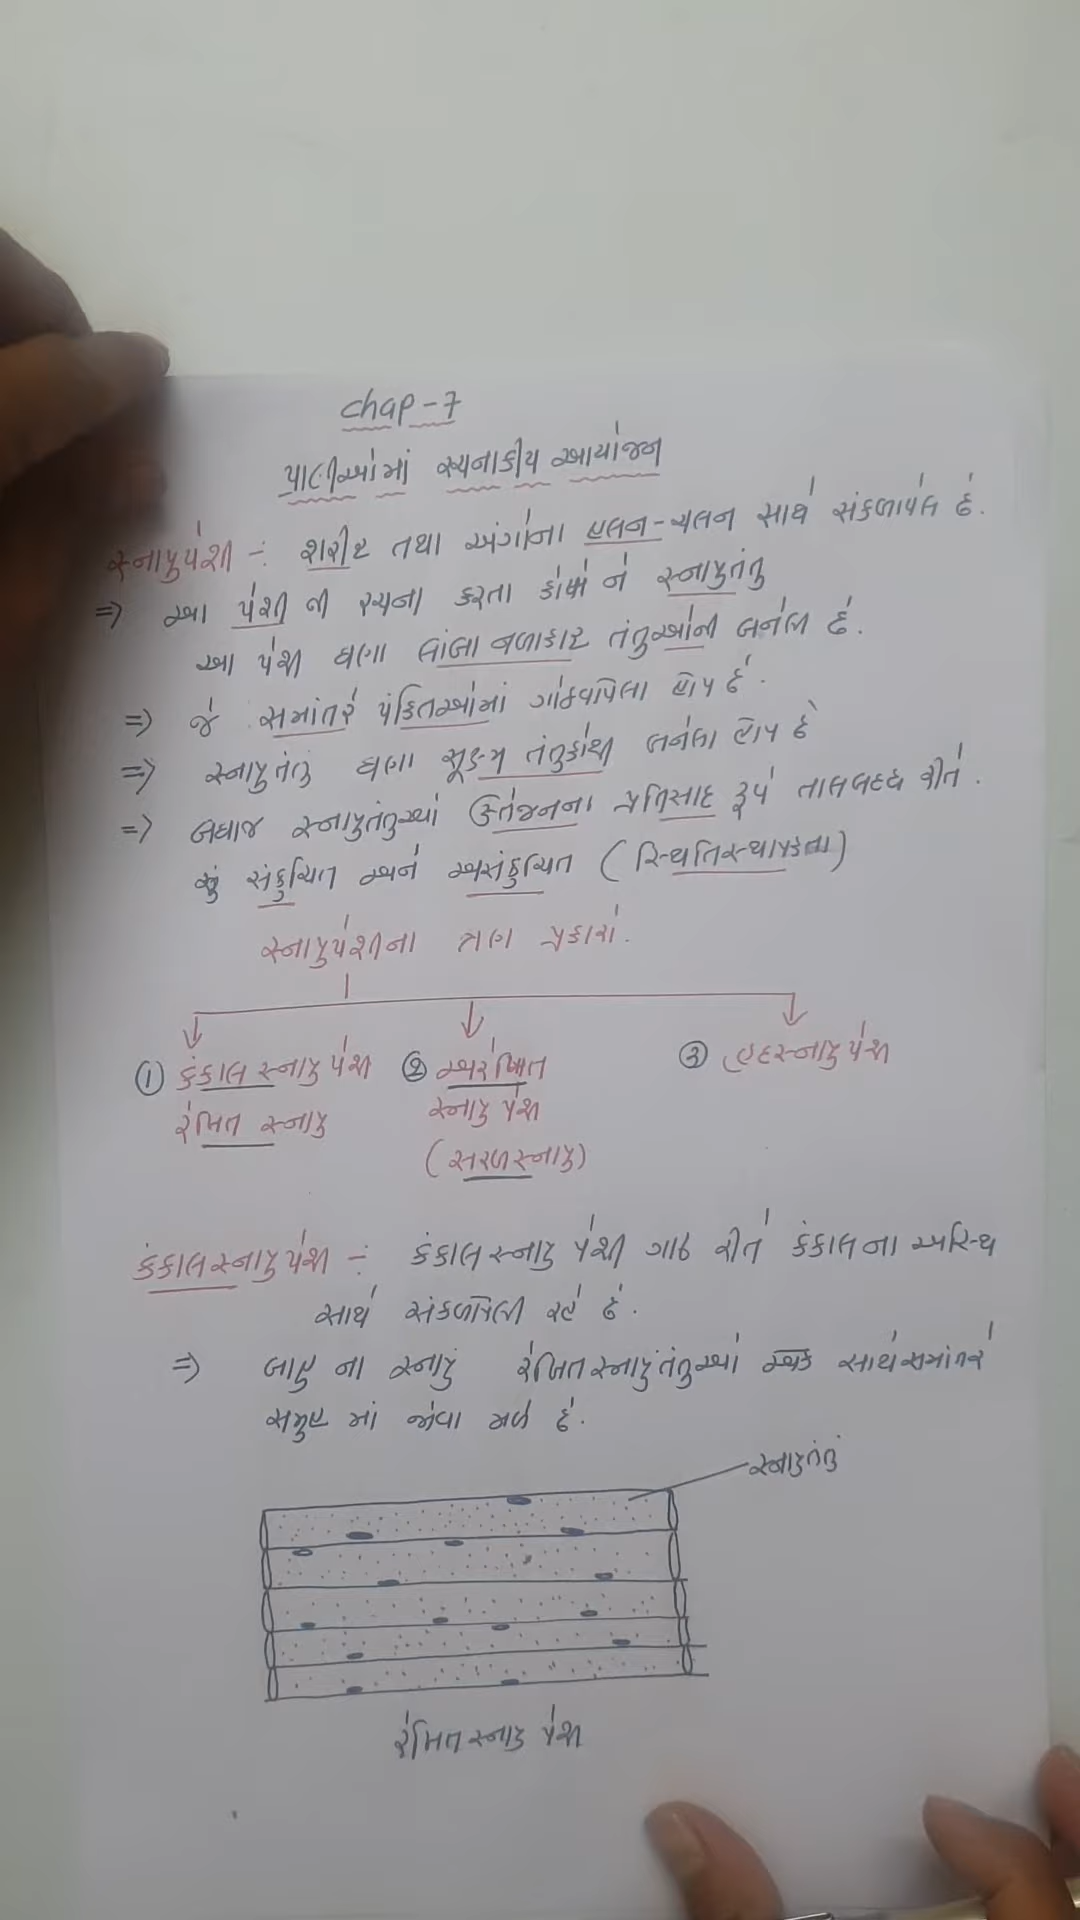 Chap-7
પ્રાણીઓમાં રચનાકીય આયોજન
સ્નાયુપેશી :- શરીર તથા અંગોના હલન-ચલન સાથે સંકળાયેલ છે.
⇒ આ પેશી ની રચના કરતા કોષો ને સ્નાયુતંતુ
આ પેશી ઘણા લાંબા નળાકાર તંતુઓની બનેલી છે.
⇒ જે સમાંતરે પંક્તિઓમાં ગોઠવાયેલા હોય છે.
⇒ સ્નાયુતંતુ ઘણા સૂક્ષ્મ તંતુકોથી બનેલા હોય છે
⇒ બધાજ સ્નાયુતંતુઓ ઉત્તેજનના પ્રતિસાદ રૂપે તાલબદ્ધ રીતે.
સંકુચિત અને અસંકુચિત (સ્થિતિસ્થાપકતા)
સ્નાયુપેશીના ત્રણ પ્રકારો.
① કંકાલ સ્નાયુ પેશી ② અરેખિત ③ હૃદસ્નાયુ પેશી
રેખિત સ્નાયુ સ્નાયુ પેશી
(સરળસ્નાયુ)
કંકાલસ્નાયુ પેશી :- કંકાલ સ્નાયુ પેશી ગાઢ રીતે કંકાલ ના અસ્થિ
સાથે સંકળાયેલી રહે છે.
⇒ બાહુ ના સ્નાયુ રેખિત સ્નાયુતંતુઓ એક સાથે સમાંતરે
સમુહ માં જોવા મળે છે.
સ્નાયુતંતું
રેખિત સ્નાયુ પેશી